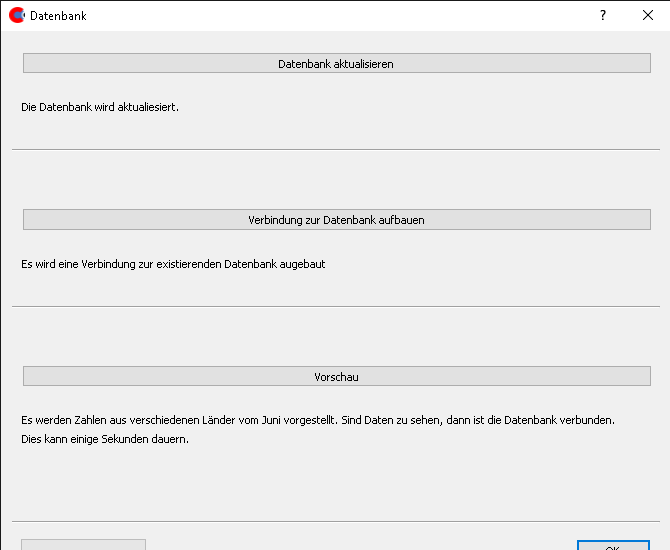 Datenbank
Datenbank aktualisieren
Die Datenbank wird aktualiesiert.
Verbindung zur Datenbank aufbauen
Es wird eine Verbindung zur existierenden Datenbank augebaut
Vorschau
Es werden Zahlen aus verschiedenen Länder vom Juni vorgestellt. Sind Daten zu sehen, dann ist die Datenbank verbunden.
Dies kann einige Sekunden dauern.
OK